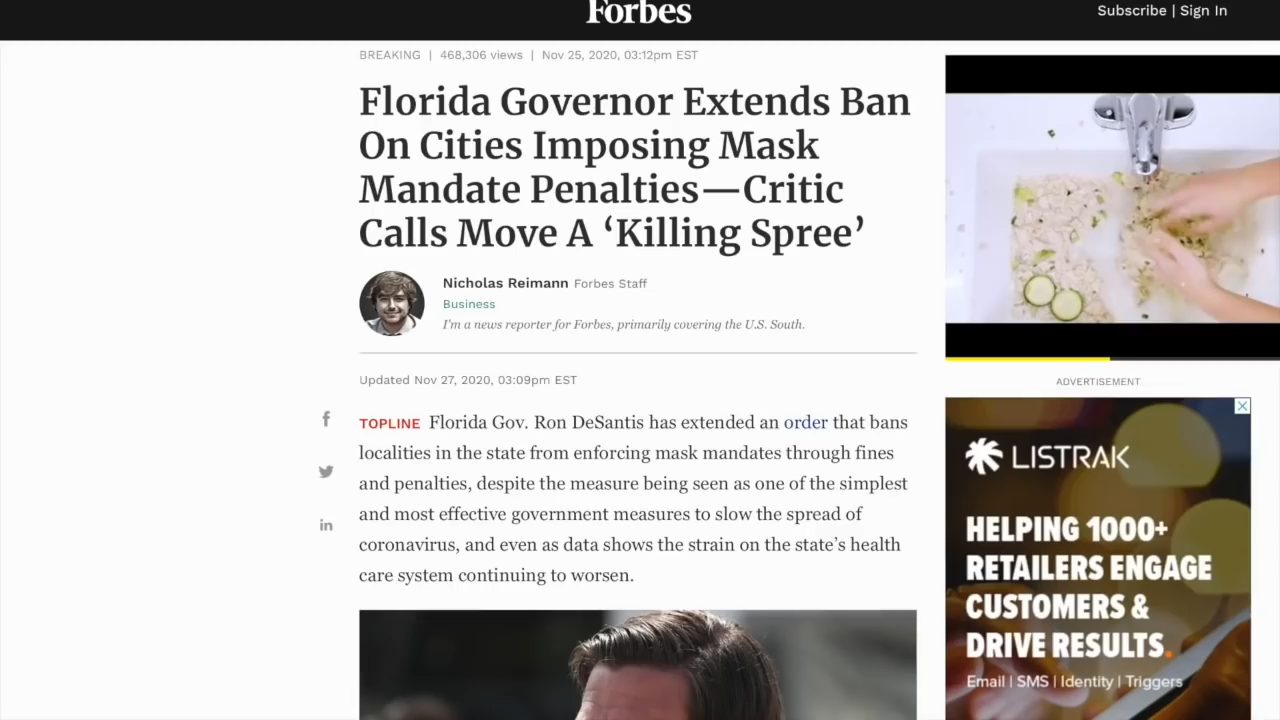 Forbes
Subscribe | Sign In
BREAKING | 468,306 views | Nov 25, 2020, 03:12pm EST
Florida Governor Extends Ban
On Cities Imposing Mask
Mandate Penalties—Critic
Calls Move A ‘Killing Spree’
Nicholas Reimann Forbes Staff
Business
I'm a news reporter for Forbes, primarily covering the U.S. South.
Updated Nov 27, 2020, 03:09pm EST
TOPLINE Florida Gov. Ron DeSantis has extended an order that bans
localities in the state from enforcing mask mandates through fines
and penalties, despite the measure being seen as one of the simplest
and most effective government measures to slow the spread of
coronavirus, and even as data shows the strain on the state’s health
care system continuing to worsen.
ADVERTISEMENT
LISTRAK
HELPING 1000+
RETAILERS ENGAGE
CUSTOMERS &
DRIVE RESULTS.
Email | SMS | Identity | Triggers